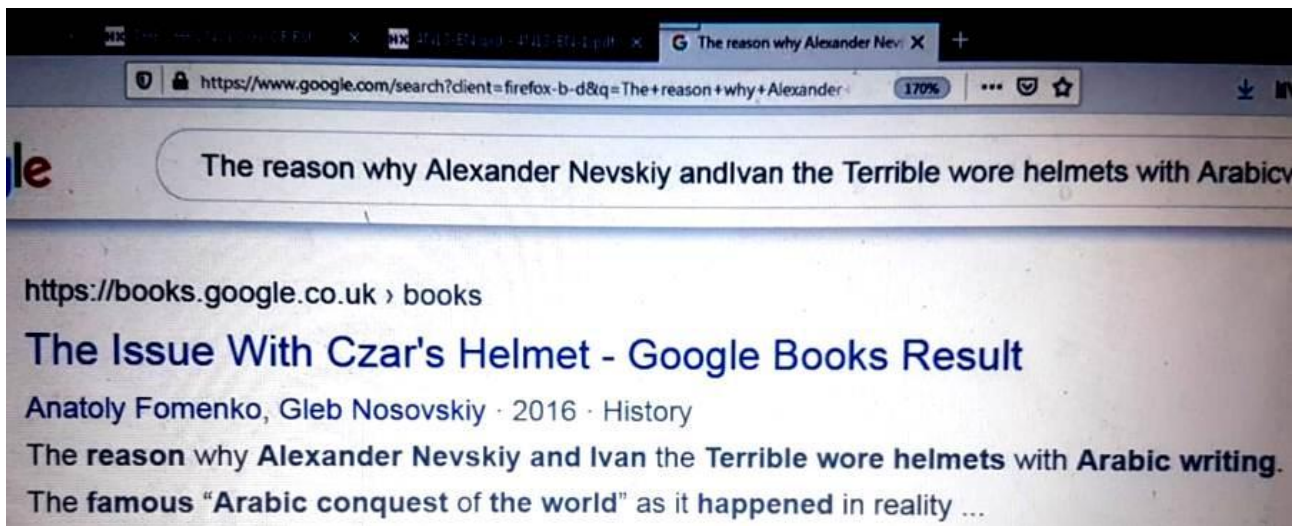 HX
HX
G The reason why Alexander Nev X +
https://www.google.com/search?client=firefox-b-d&q=The+reason+why+Alexander 170% ...
le The reason why Alexander Nevskiy andIvan the Terrible wore helmets with Arabic
https://books.google.co.uk › books
The Issue With Czar's Helmet - Google Books Result
Anatoly Fomenko, Gleb Nosovskiy · 2016 · History
The reason why Alexander Nevskiy and Ivan the Terrible wore helmets with Arabic writing.
The famous “Arabic conquest of the world” as it happened in reality ...